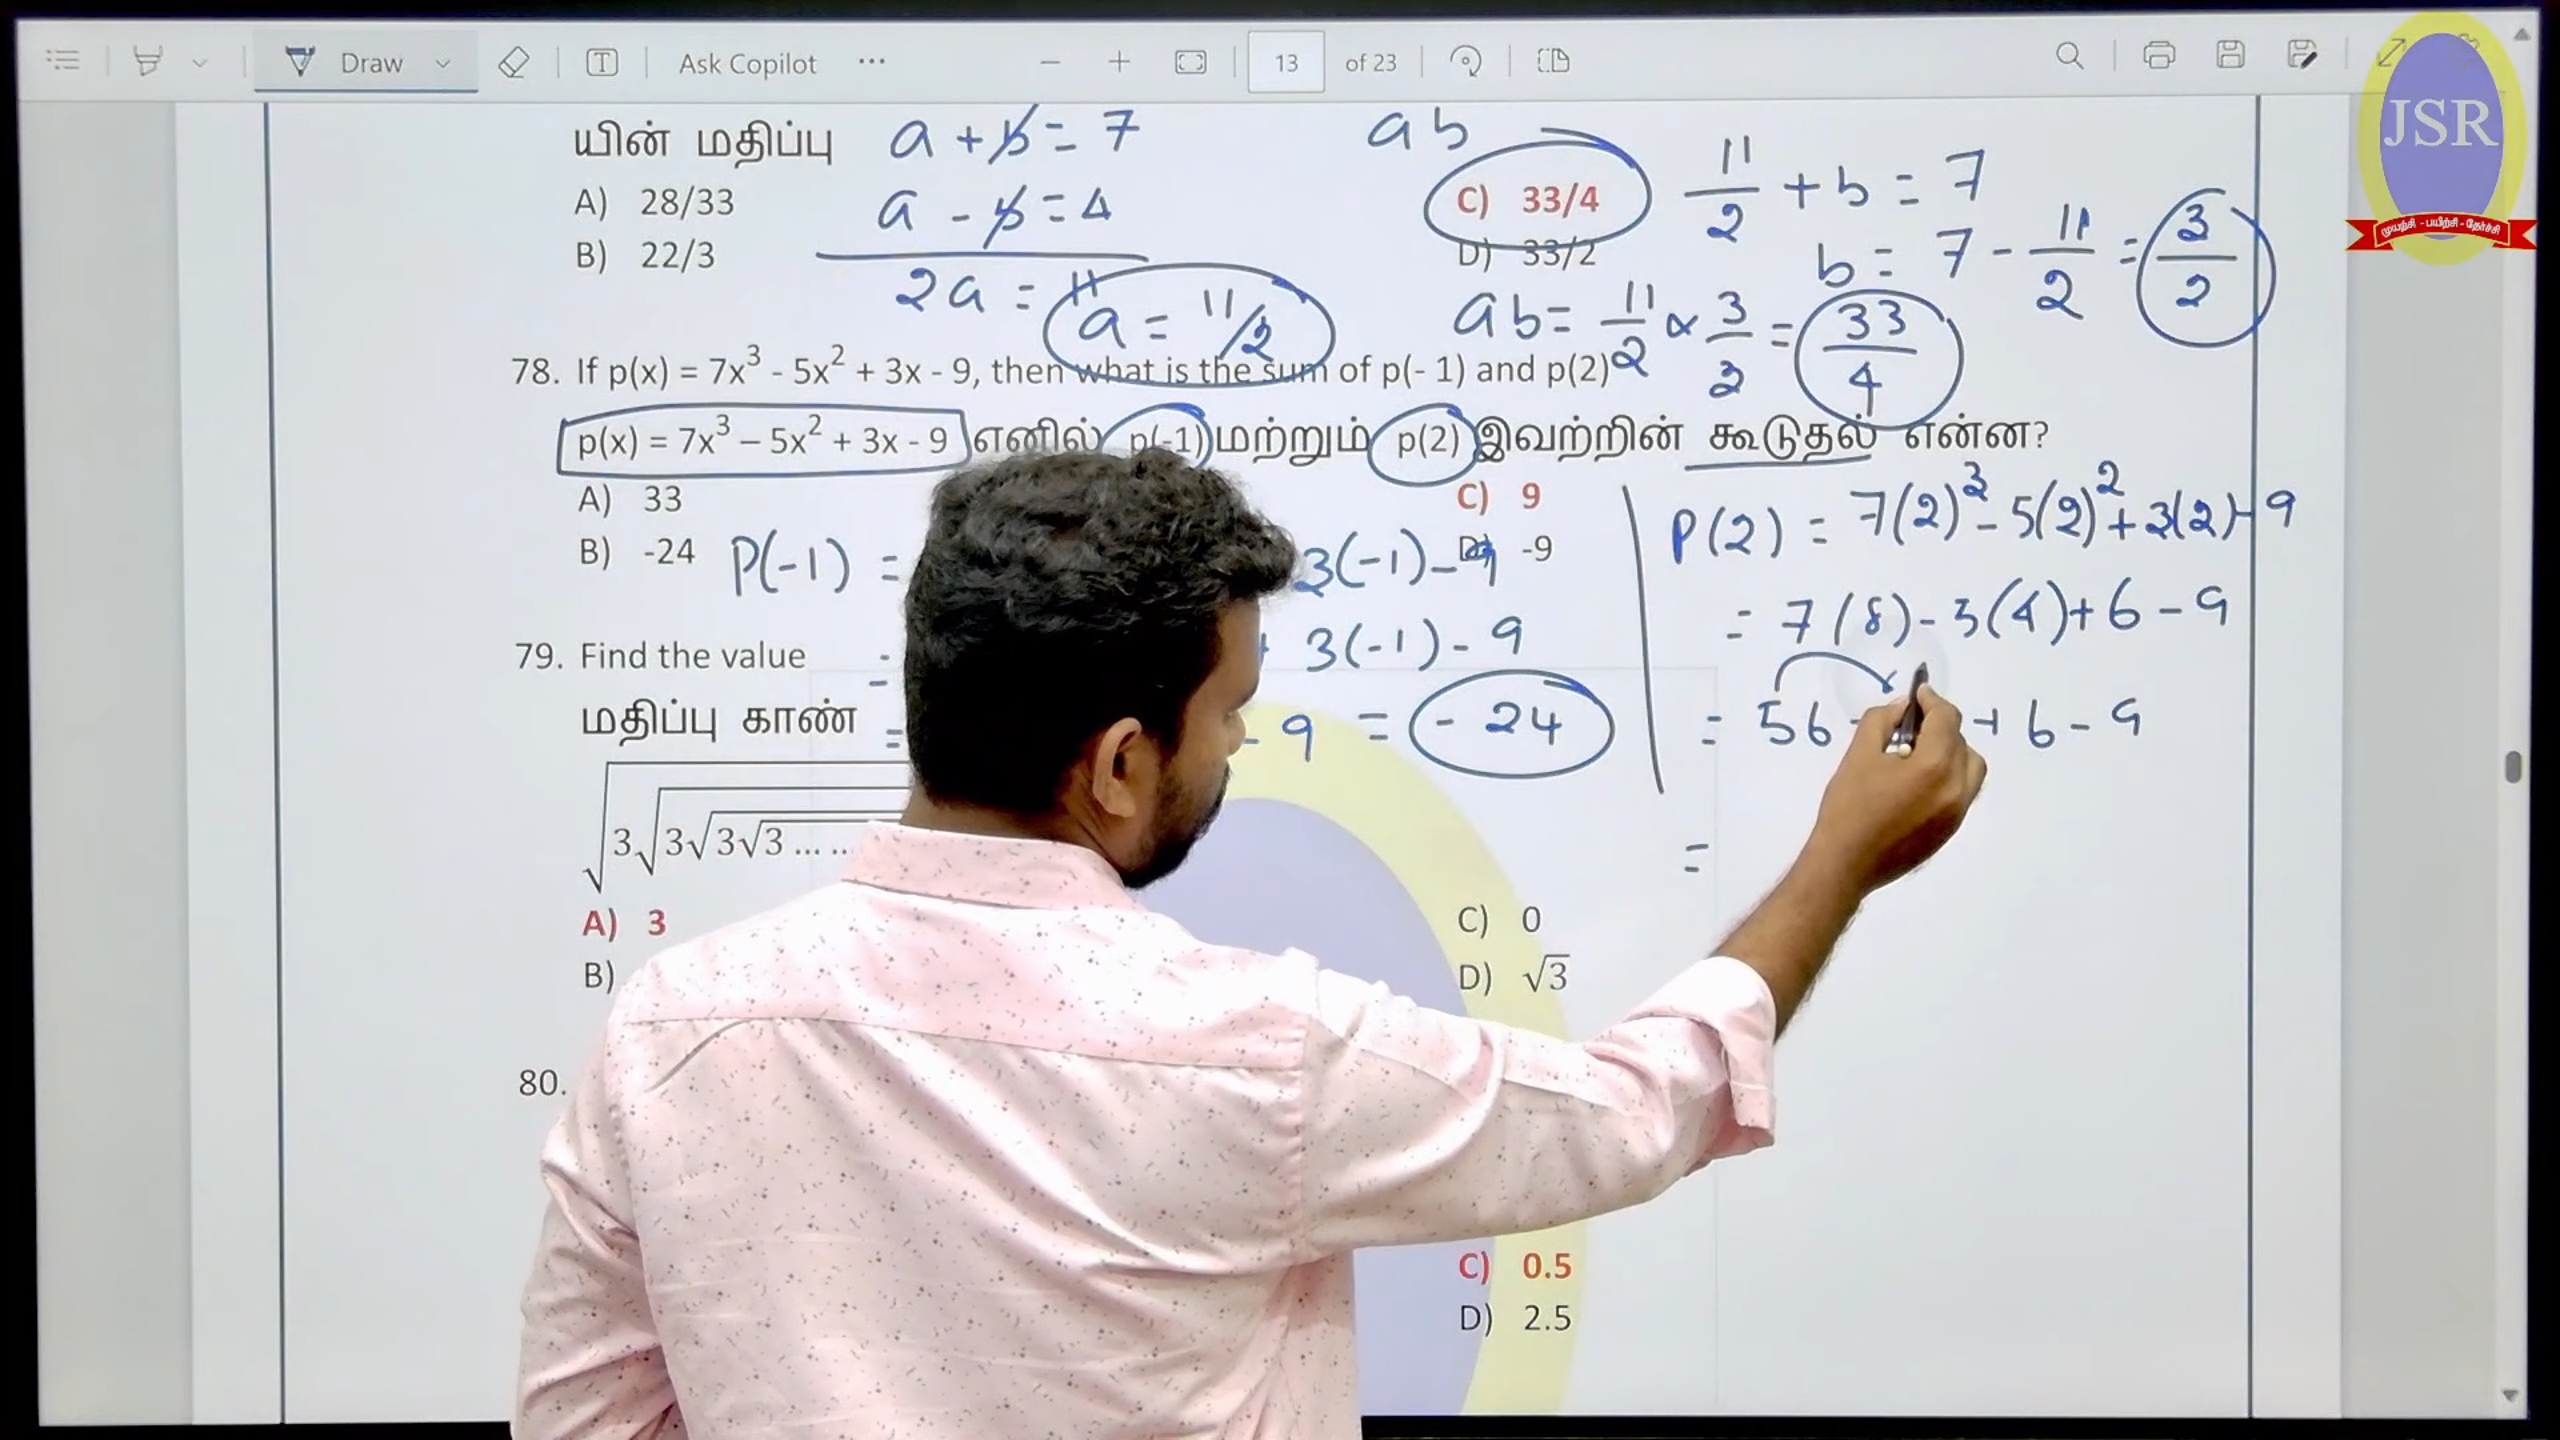 Draw
Ask Copilot
13 of 23
JSR
முயற்சி - பயிற்சி - தேர்ச்சி
யின் மதிப்பு
a + b = 7
ab
A) 28/33
a - b = 4
C) 33/4
11/2 + b = 7
B) 22/3
D) 33/2
b = 7 - 11/2 = 3/2
2a = 11
a = 11/2
ab = 11/2 × 3/2 = 33/4
78. If p(x) = 7x³ - 5x² + 3x - 9, then what is the sum of p(- 1) and p(2)
p(x) = 7x³ – 5x² + 3x - 9 எனில் p(-1) மற்றும் p(2) இவற்றின் கூடுதல் என்ன?
A) 33
C) 9
B) -24
D) -9
P(-1) =
3(-1) - 9
3(-1) - 9
- 9 = - 24
P(2) = 7(2)³ - 5(2)² + 3(2) - 9
= 7(8) - 5(4) + 6 - 9
= 56 - + 6 - 9
=
79. Find the value
மதிப்பு காண்
√3√3√3√3 ... ...
A) 3
C) 0
B)
D) √3
80.
C) 0.5
D) 2.5